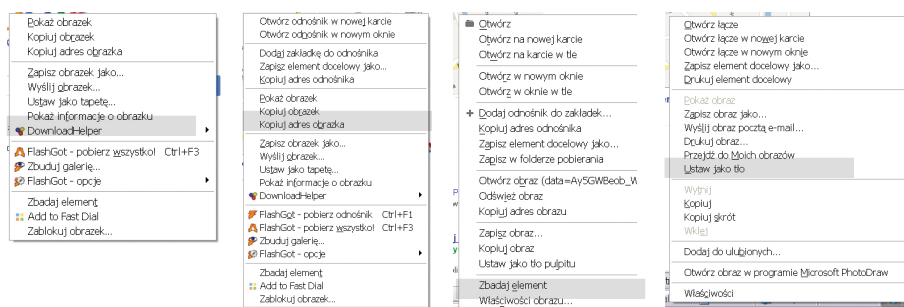 Pokaż obrazek
Kopiuj obrazek
Kopiuj adres obrazka
Zapisz obrazek jako...
Wyślij obrazek...
Ustaw jako tapetę...
Pokaż informacje o obrazku
DownloadHelper
FlashGot - pobierz wszystko! Ctrl+F3
Zbuduj galerię...
FlashGot - opcje
Zbadaj element
Add to Fast Dial
Zablokuj obrazek...
Otwórz odnośnik w nowej karcie
Otwórz odnośnik w nowym oknie
Dodaj zakładkę do odnośnika
Zapisz element docelowy jako...
Kopiuj adres odnośnika
Pokaż obrazek
Kopiuj obrazek
Kopiuj adres obrazka
Zapisz obrazek jako...
Wyślij obrazek...
Ustaw jako tapetę...
Pokaż informacje o obrazku
DownloadHelper
FlashGot - pobierz odnośnik Ctrl+F1
FlashGot - pobierz wszystko! Ctrl+F3
Zbuduj galerię...
FlashGot - opcje
Zbadaj element
Add to Fast Dial
Zablokuj obrazek...
Otwórz
Otwórz na nowej karcie
Otwórz na karcie w tle
Otwórz w nowym oknie
Otwórz w oknie w tle
Dodaj odnośnik do zakładek...
Kopiuj adres odnośnika
Zapisz element docelowy jako...
Zapisz w folderze pobierania
Otwórz obraz (data=Ay5GWBeob_W
Odśwież obraz
Kopiuj adres obrazu
Zapisz obraz...
Kopiuj obraz
Ustaw jako tło pulpitu
Zbadaj element
Właściwości obrazu...
Otwórz łącze
Otwórz łącze w nowej karcie
Otwórz łącze w nowym oknie
Zapisz element docelowy jako...
Drukuj element docelowy
Pokaż obraz
Zapisz obraz jako...
Wyślij obraz pocztą e-mail...
Drukuj obraz...
Przejdź do Moich obrazów
Ustaw jako tło
Wytnij
Kopiuj
Kopiuj skrót
Wklej
Dodaj do ulubionych...
Otwórz obraz w programie Microsoft PhotoDraw
Właściwości